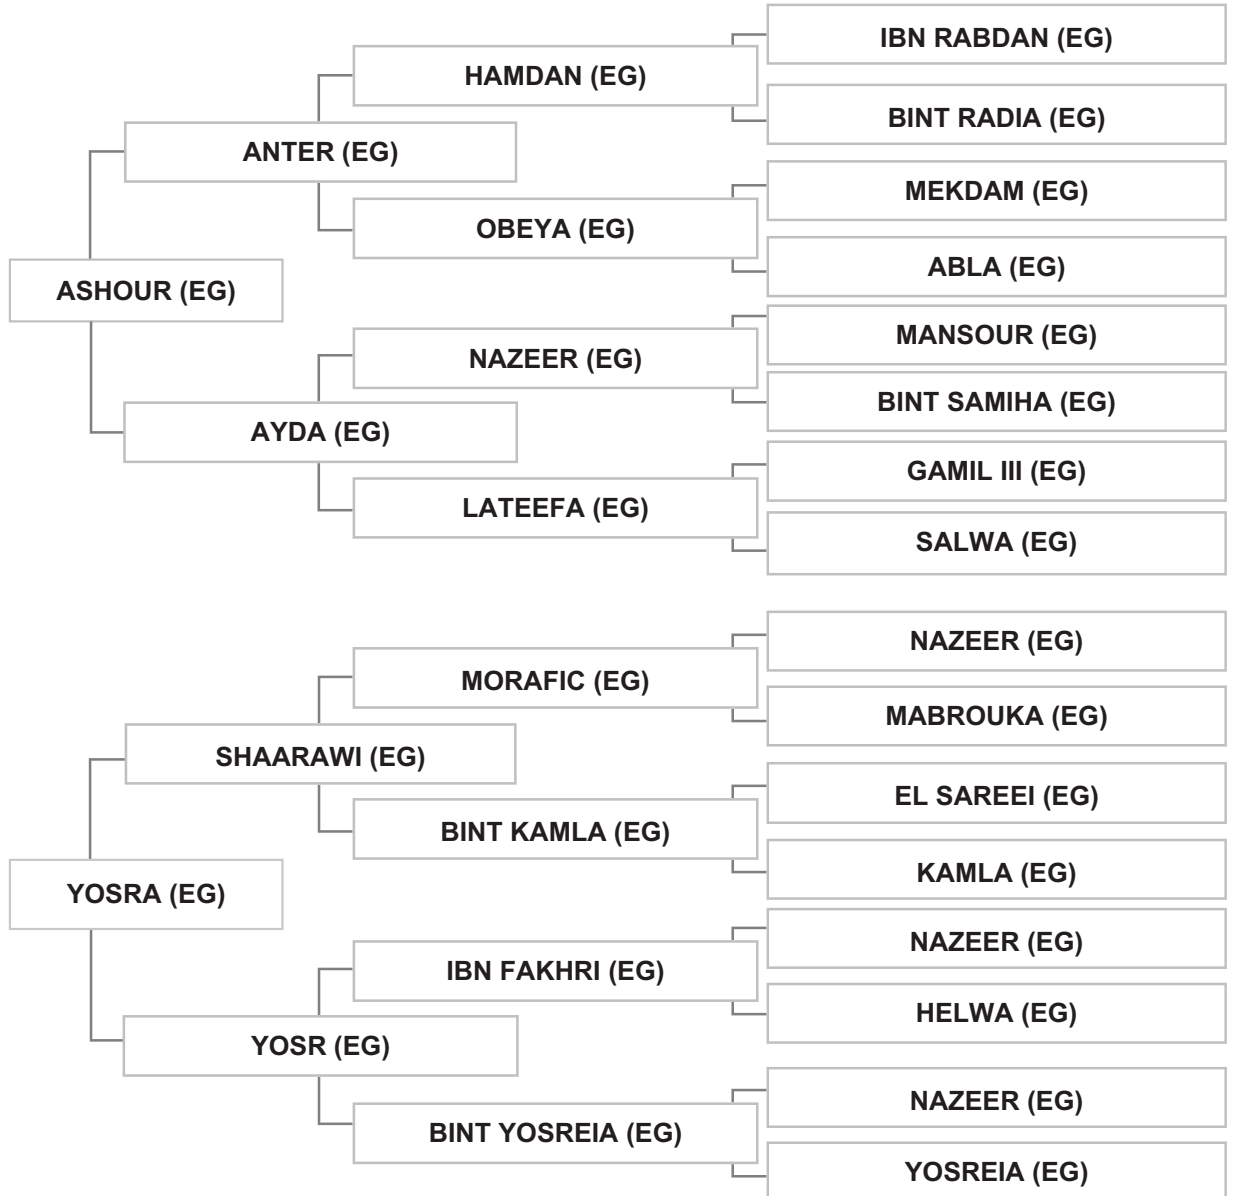 IBN RABDAN (EG)
HAMDAN (EG)
BINT RADIA (EG)
ANTER (EG)
MEKDAM (EG)
OBEYA (EG)
ABLA (EG)
ASHOUR (EG)
MANSOUR (EG)
NAZEER (EG)
BINT SAMIHA (EG)
AYDA (EG)
GAMIL III (EG)
LATEEFA (EG)
SALWA (EG)
NAZEER (EG)
MORAFIC (EG)
MABROUKA (EG)
SHAARAWI (EG)
EL SAREEI (EG)
BINT KAMLA (EG)
KAMLA (EG)
YOSRA (EG)
NAZEER (EG)
IBN FAKHRI (EG)
HELWA (EG)
YOSR (EG)
NAZEER (EG)
BINT YOSREIA (EG)
YOSREIA (EG)